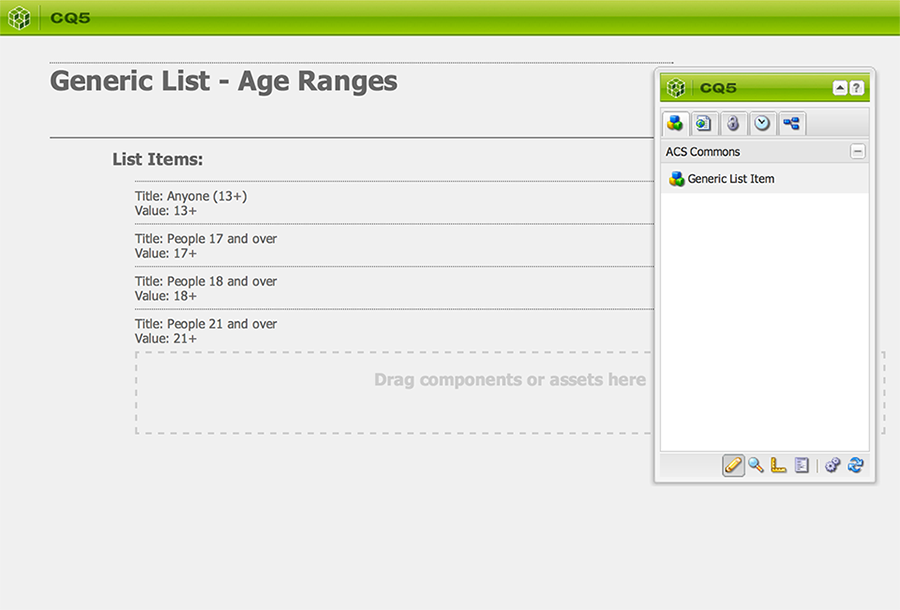 CQ5
Generic List - Age Ranges
List Items:
Title: Anyone (13+)
Value: 13+
Title: People 17 and over
Value: 17+
Title: People 18 and over
Value: 18+
Title: People 21 and over
Value: 21+
Drag components or assets here
CQ5
?
ACS Commons
Generic List Item